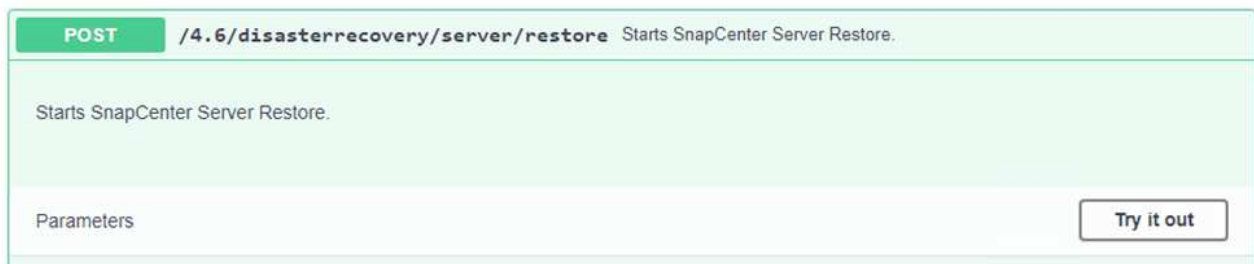 POST /4.6/disasterrecovery/server/restore Starts SnapCenter Server Restore.
Starts SnapCenter Server Restore.
Parameters Try it out